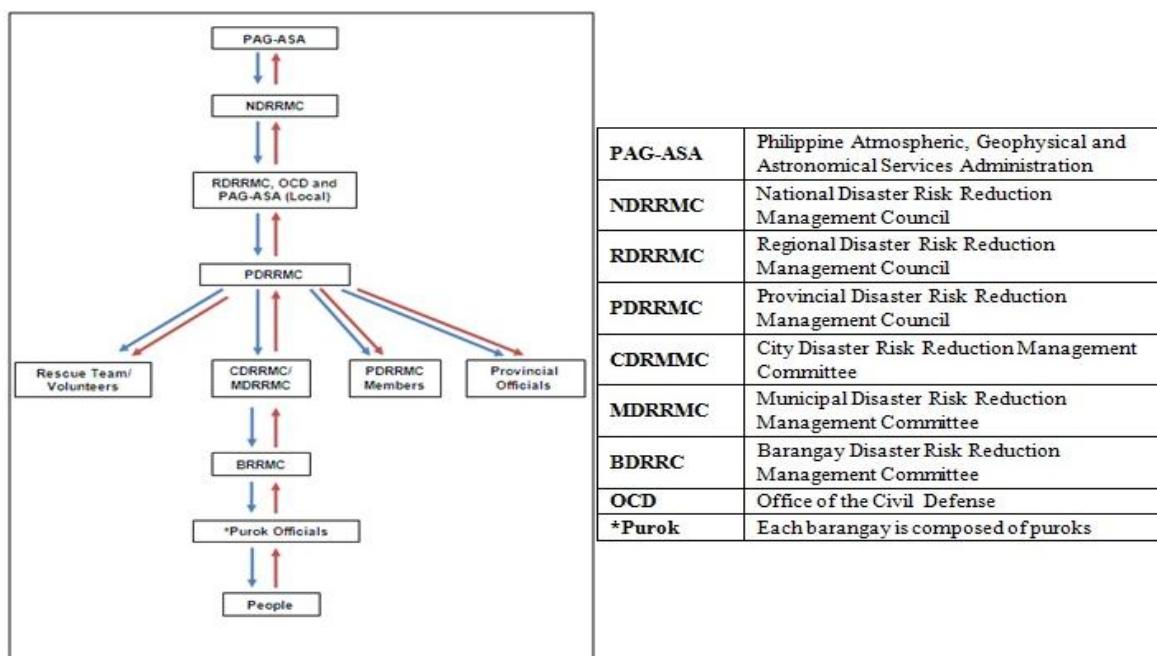 PAG-ASA
NDRRMC
RDRRMC, OCD and
PAG-ASA (Local)
PDRRMC
Rescue Team/
Volunteers
CDRRMC/
MDRRMC
PDRRMC
Members
Provincial
Officials
BRRMC
*Purok Officials
People
PAG-ASA
Philippine Atmospheric, Geophysical and
Astronomical Services Administration
NDRRMC
National Disaster Risk Reduction
Management Council
RDRRMC
Regional Disaster Risk Reduction
Management Council
PDRRMC
Provincial Disaster Risk Reduction
Management Council
CDRMMC
City Disaster Risk Reduction Management
Committee
MDRRMC
Municipal Disaster Risk Reduction
Management Committee
BDRRC
Barangay Disaster Risk Reduction
Management Committee
OCD
Office of the Civil Defense
*Purok
Each barangay is composed of puroks